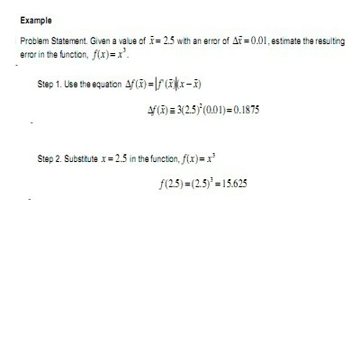 Example
Problem Statement. Given a value of x̃ = 2.5 with an error of Δx̃ = 0.01, estimate the resulting
error in the function, f(x) = x³.
Step 1. Use the equation Δf(x̃) = |f'(x̃)|(x − x̃)
Δf(x̃) ≅ 3(2.5)²(0.01) = 0.1875
Step 2. Substitute x = 2.5 in the function, f(x) = x³
f(2.5) = (2.5)³ = 15.625